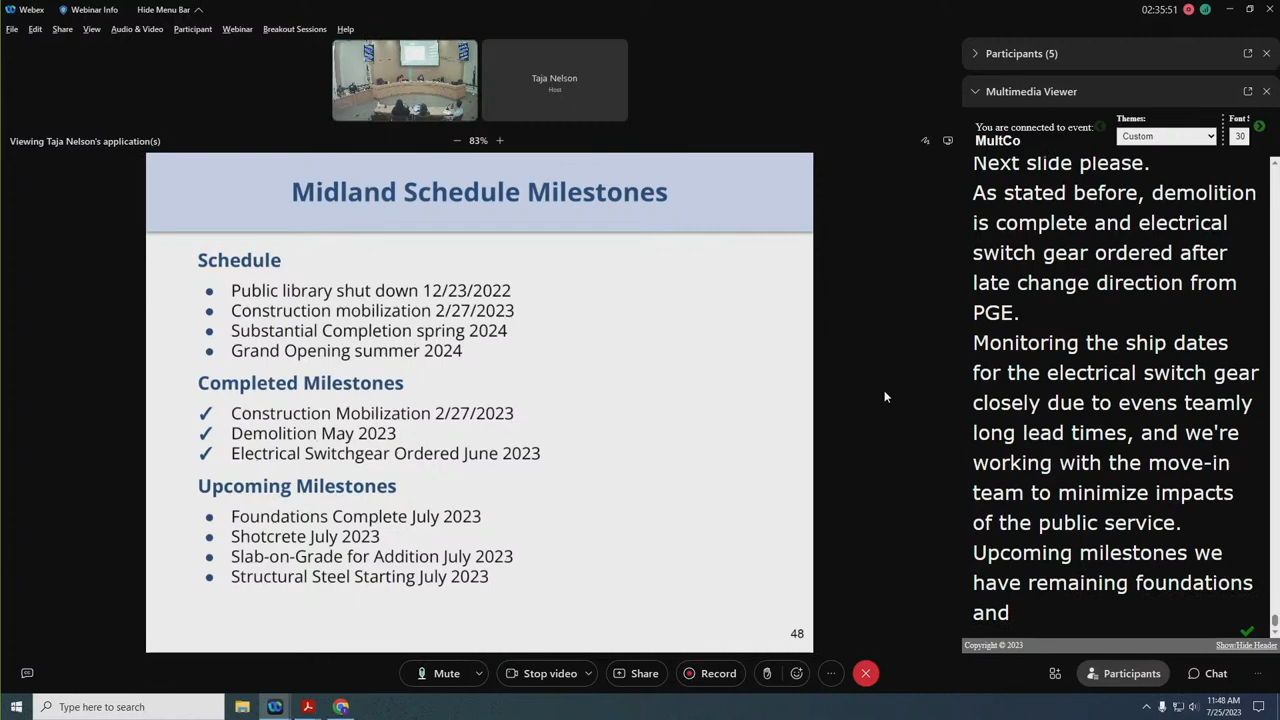 Webex
Webinar Info
Hide Menu Bar
02:35:51
File
Edit
Share
View
Audio & Video
Participant
Webinar
Breakout Sessions
Help
Taja Nelson
Host
Viewing Taja Nelson's application(s)
83%
Midland Schedule Milestones
Schedule
Public library shut down 12/23/2022
Construction mobilization 2/27/2023
Substantial Completion spring 2024
Grand Opening summer 2024
Completed Milestones
Construction Mobilization 2/27/2023
Demolition May 2023
Electrical Switchgear Ordered June 2023
Upcoming Milestones
Foundations Complete July 2023
Shotcrete July 2023
Slab-on-Grade for Addition July 2023
Structural Steel Starting July 2023
48
Participants (5)
Multimedia Viewer
You are connected to event:
MultCo
Themes:
Custom
Font
30
Next slide please.
As stated before, demolition
is complete and electrical
switch gear ordered after
late change direction from
PGE.
Monitoring the ship dates
for the electrical switch gear
closely due to evens teamly
long lead times, and we're
working with the move-in
team to minimize impacts
of the public service.
Upcoming milestones we
have remaining foundations
and
Copyright © 2023
Show/Hide Header
Mute
Stop video
Share
Record
Participants
Chat
Type here to search
11:48 AM
7/25/2023